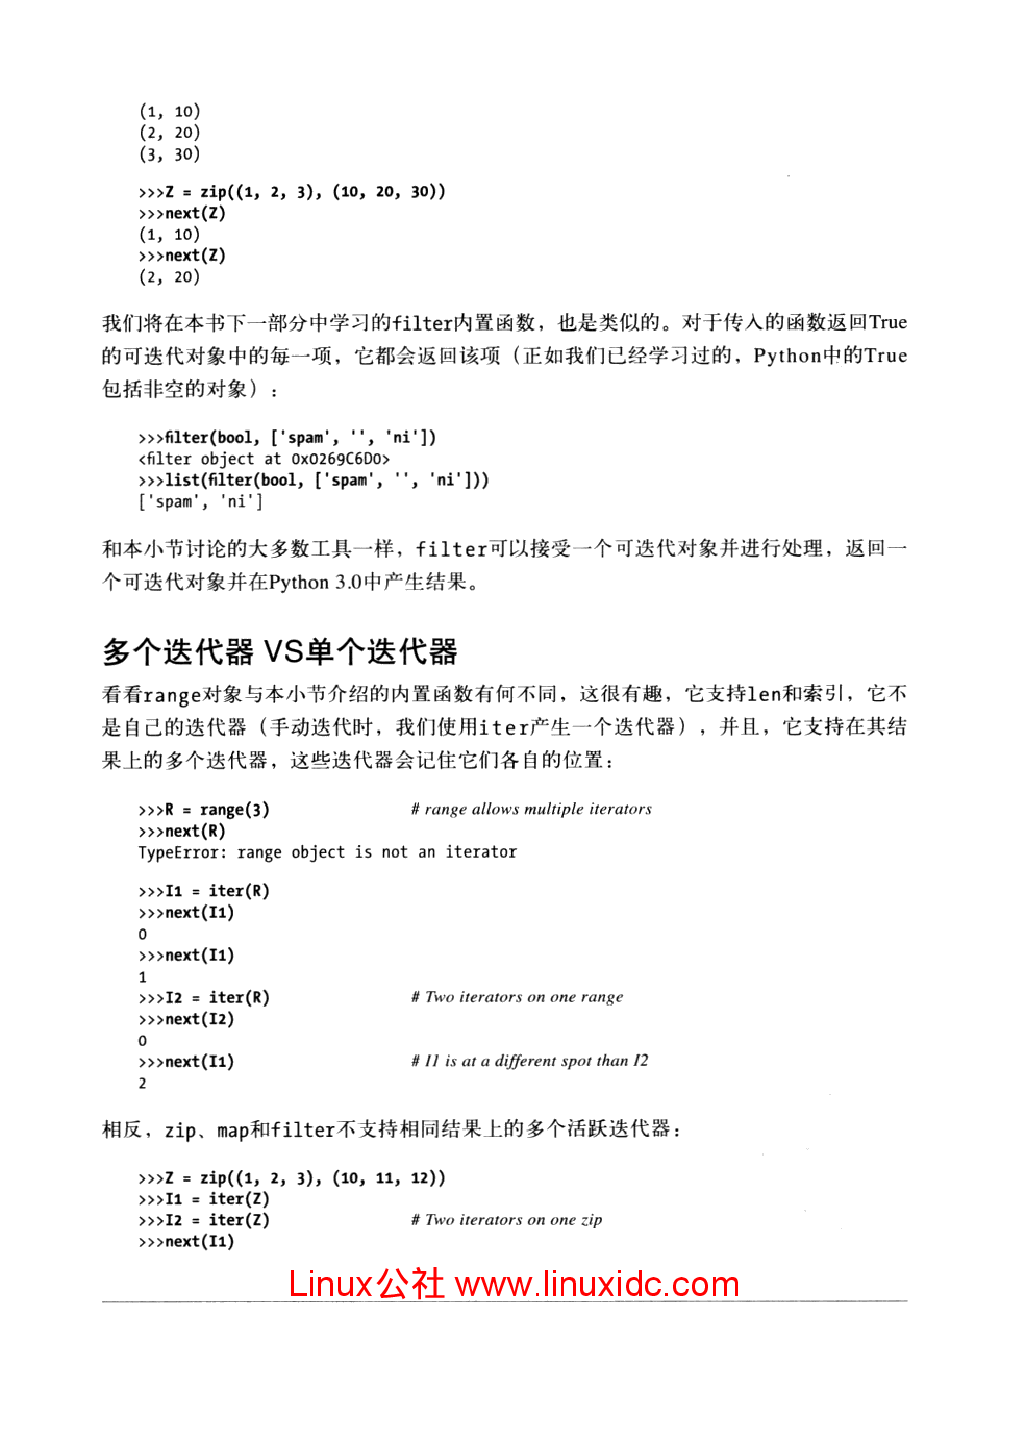 (1, 10)
(2, 20)
(3, 30)
>>>Z = zip((1, 2, 3), (10, 20, 30))
>>>next(Z)
(1, 10)
>>>next(Z)
(2, 20)
我们将在本书下一部分中学习的filter内置函数，也是类似的。对于传入的函数返回True
的可迭代对象中的每一项，它都会返回该项（正如我们已经学习过的，Python中的True
包括非空的对象）：
>>>filter(bool, ['spam', '', 'ni'])
<filter object at 0x0269C6D0>
>>>list(filter(bool, ['spam', '', 'ni']))
['spam', 'ni']
和本小节讨论的大多数工具一样，filter可以接受一个可迭代对象并进行处理，返回一
个可迭代对象并在Python 3.0中产生结果。
多个迭代器 VS单个迭代器
看看range对象与本小节介绍的内置函数有何不同，这很有趣，它支持len和索引，它不
是自己的迭代器（手动迭代时，我们使用iter产生一个迭代器），并且，它支持在其结
果上的多个迭代器，这些迭代器会记住它们各自的位置：
>>>R = range(3) # range allows multiple iterators
>>>next(R)
TypeError: range object is not an iterator
>>>I1 = iter(R)
>>>next(I1)
0
>>>next(I1)
1
>>>I2 = iter(R) # Two iterators on one range
>>>next(I2)
0
>>>next(I1) # I1 is at a different spot than I2
2
相反，zip、map和filter不支持相同结果上的多个活跃迭代器：
>>>Z = zip((1, 2, 3), (10, 11, 12))
>>>I1 = iter(Z)
>>>I2 = iter(Z) # Two iterators on one zip
>>>next(I1)
Linux公社 www.linuxidc.com